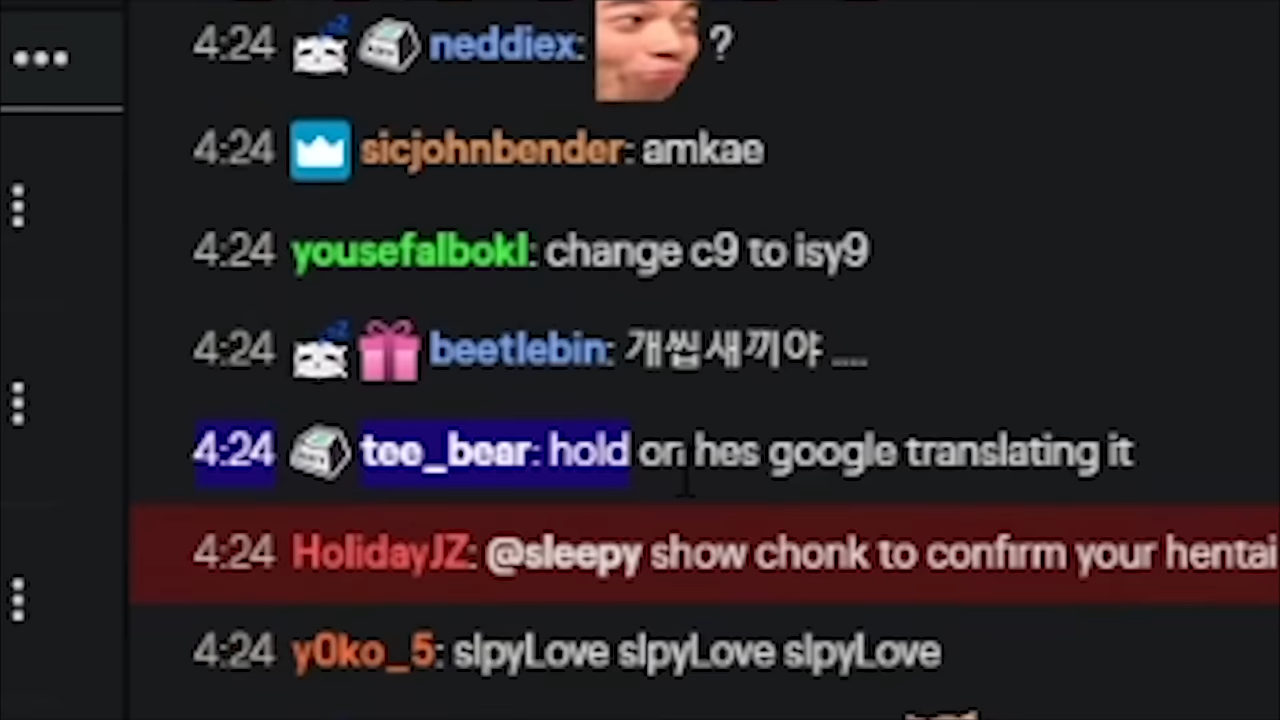 4:24 neddiex: ?
4:24 sicjohnbender: amkae
4:24 yousefalbokl: change c9 to isy9
4:24 beetlebin: 개씹새끼야 ....
4:24 tee_bear: hold on hes google translating it
4:24 HolidayJZ: @sleepy show chonk to confirm your hentai
4:24 y0ko_5: slpyLove slpyLove slpyLove